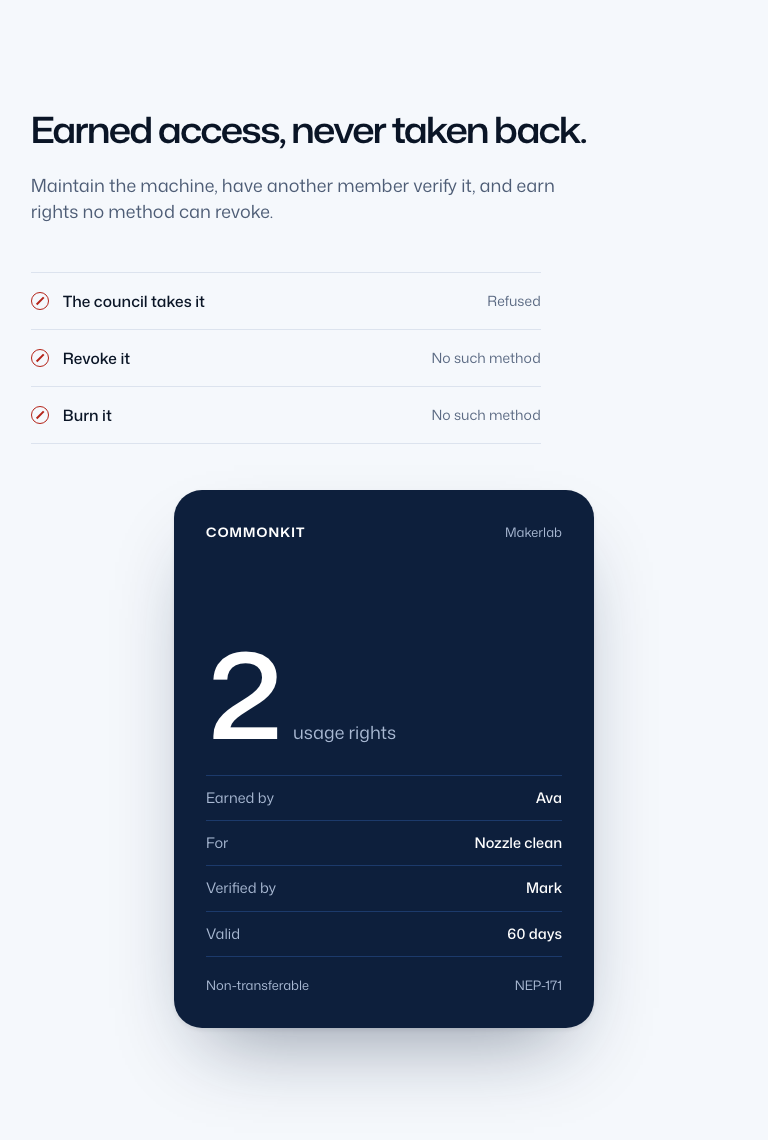 Earned access, never taken back.
Maintain the machine, have another member verify it, and earn
rights no method can revoke.
The council takes it Refused
Revoke it No such method
Burn it No such method
COMMONKIT Makerlab
2 usage rights
Earned by Ava
For Nozzle clean
Verified by Mark
Valid 60 days
Non-transferable NEP-171